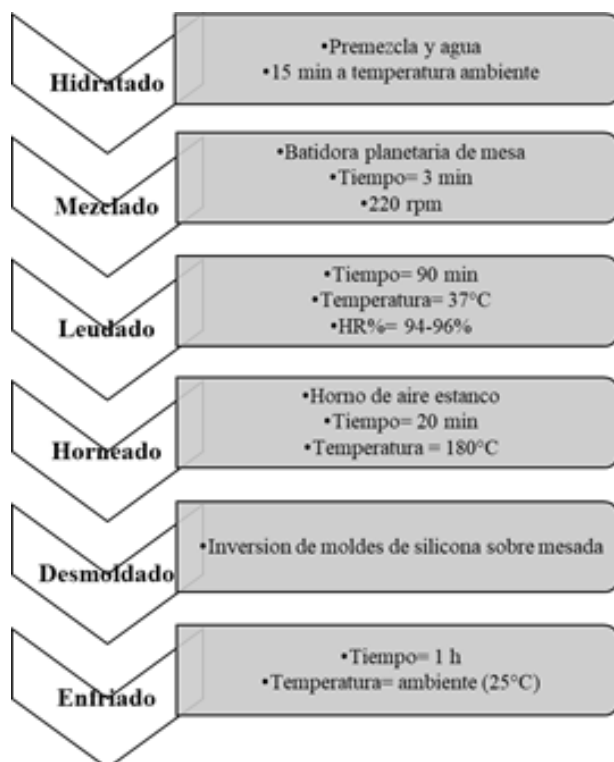 Hidratado
•Premezcla y agua
•15 min a temperatura ambiente
Mezclado
•Batidora planetaria de mesa
•Tiempo= 3 min
•220 rpm
Leudado
•Tiempo= 90 min
•Temperatura= 37°C
•HR%= 94-96%
Horneado
•Horno de aire estanco
•Tiempo= 20 min
•Temperatura = 180°C
Desmoldado
•Inversion de moldes de silicona sobre mesada
Enfriado
•Tiempo= 1 h
•Temperatura= ambiente (25°C)